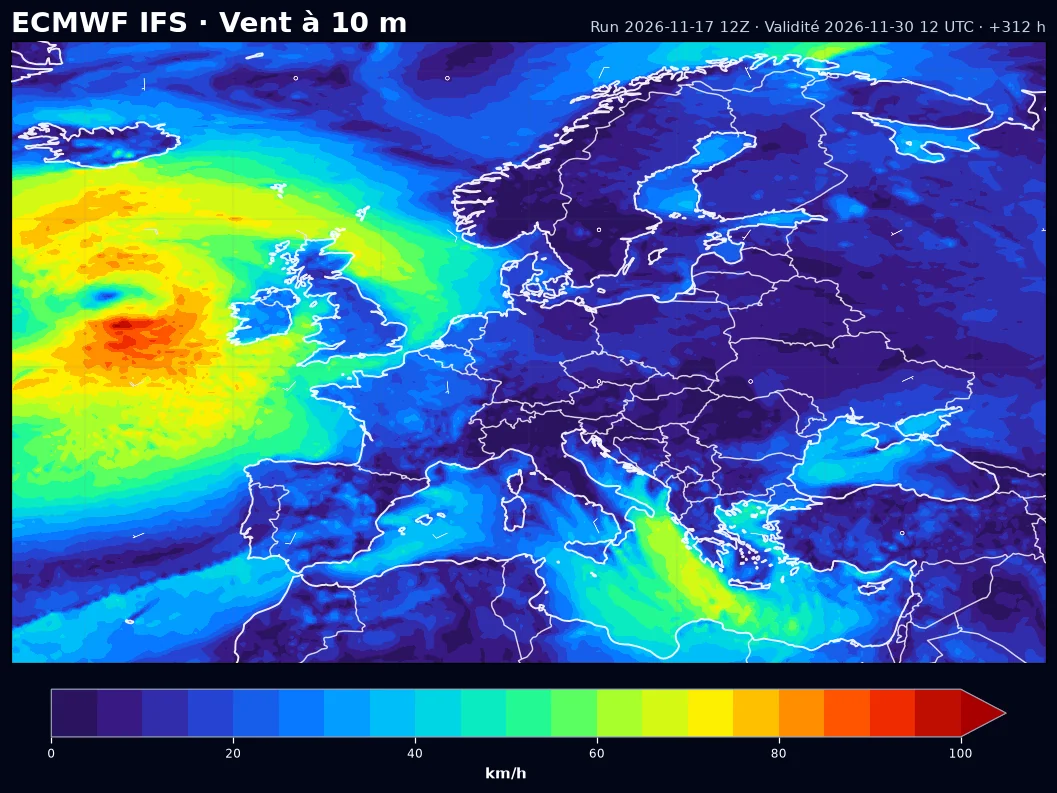 ECMWF IFS · Vent à 10 m
Run 2026-11-17 12Z · Validité 2026-11-30 12 UTC · +312 h
0 20 40 60 80 100
km/h